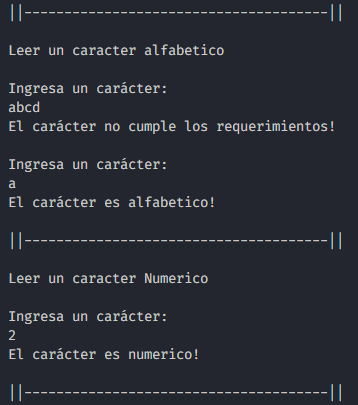 ||--------------------------------------||
Leer un caracter alfabetico
Ingresa un carácter:
abcd
El carácter no cumple los requerimientos!
Ingresa un carácter:
a
El carácter es alfabetico!
||--------------------------------------||
Leer un caracter Numerico
Ingresa un carácter:
2
El carácter es numerico!
||--------------------------------------||